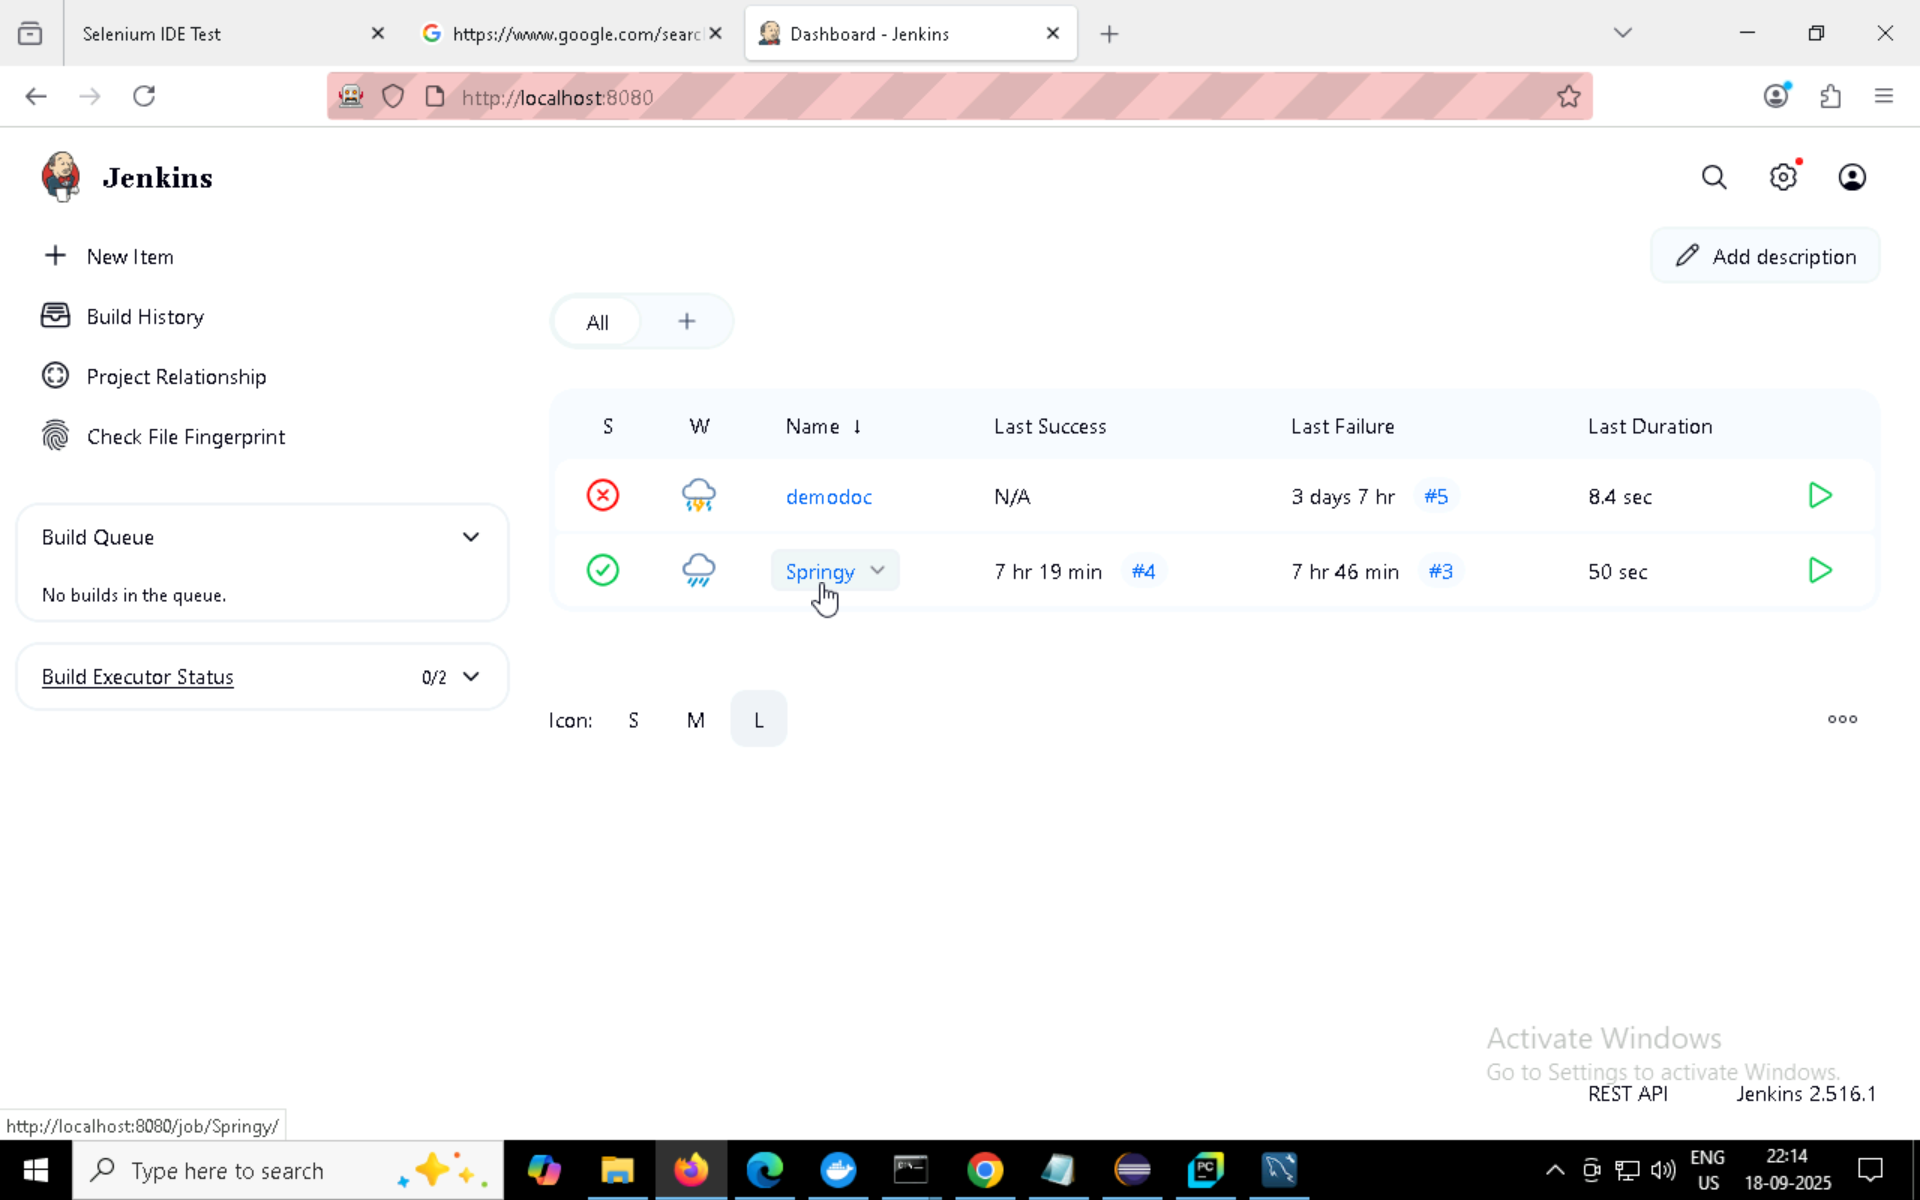 Selenium IDE Test
https://www.google.com/searc
Dashboard - Jenkins
http://localhost:8080
Jenkins
New Item
Build History
Project Relationship
Check File Fingerprint
Add description
All
S W Name ↓ Last Success Last Failure Last Duration
demodoc N/A 3 days 7 hr #5 8.4 sec
Springy 7 hr 19 min #4 7 hr 46 min #3 50 sec
Build Queue
No builds in the queue.
Build Executor Status 0/2
Icon: S M L
Activate Windows
Go to Settings to activate Windows.
REST API Jenkins 2.516.1
http://localhost:8080/job/Springy/
Type here to search
PC
ENG
US
22:14
18-09-2025